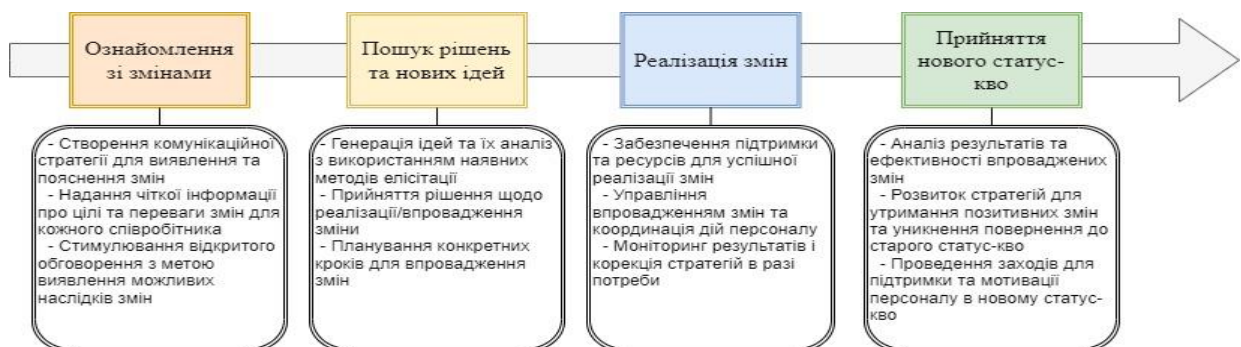 Ознайомлення
зі змінами
Пошук рішень
та нових ідей
Реалізація змін
Прийняття
нового статус-
кво
- Створення комунікаційної
стратегії для виявлення та
пояснення змін
- Надання чіткої інформації
про цілі та переваги змін для
кожного співробітника
- Стимулювання відкритого
обговорення з метою
виявлення можливих
наслідків змін
- Генерація ідей та їх аналіз
з використанням наявних
методів елісітації
- Прийняття рішення щодо
реалізації/впровадження
зміни
- Планування конкретних
кроків для впровадження
змін
- Забезпечення підтримки
та ресурсів для успішної
реалізації змін
- Управління
впровадженням змін та
координація дій персоналу
- Моніторинг результатів і
корекція стратегій в разі
потреби
- Аналіз результатів та
ефективності впроваджених
змін
- Розвиток стратегій для
утримання позитивних змін
та уникнення повернення до
старого статус-кво
- Проведення заходів для
підтримки та мотивації
персоналу в новому статус-
кво